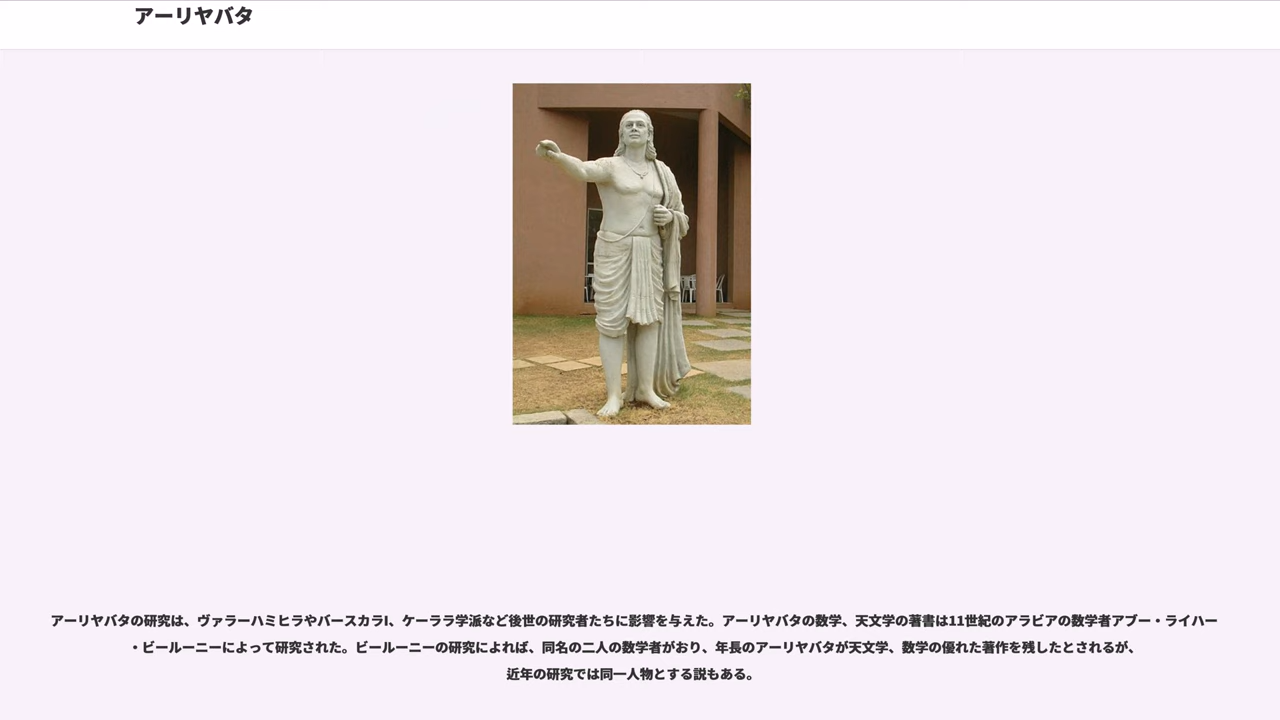 アーリヤバタ
アーリヤバタの研究は、ヴァラーハミヒラやバースカラI、ケーララ学派など後世の研究者たちに影響を与えた。アーリヤバタの数学、天文学の著書は11世紀のアラビアの数学者アブー・ライハー
・ビールーニーによって研究された。ビールーニーの研究によれば、同名の二人の数学者がおり、年長のアーリヤバタが天文学、数学の優れた著作を残したとされるが、
近年の研究では同一人物とする説もある。